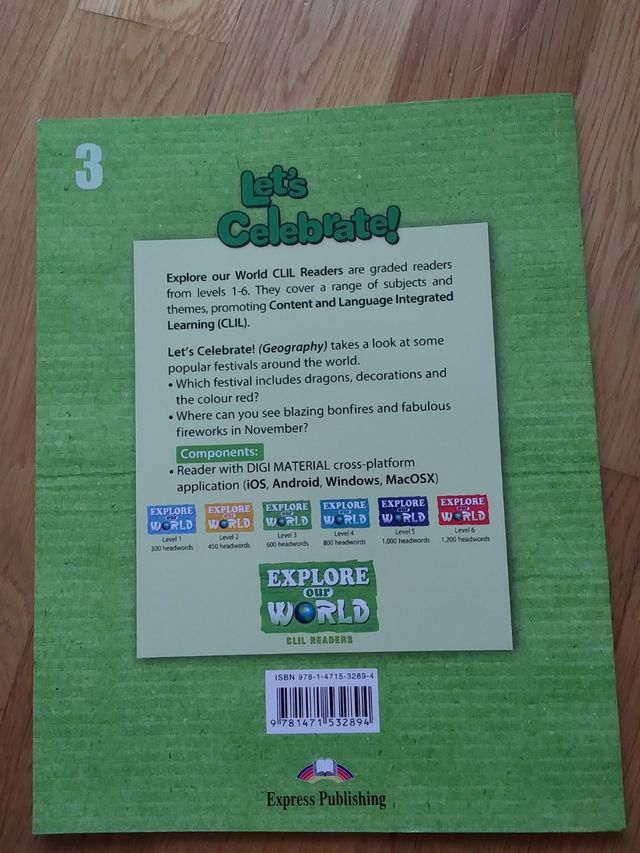 3
Let's
Celebrate!
Explore our World CLIL Readers are graded readers
from levels 1-6. They cover a range of subjects and
themes, promoting Content and Language Integrated
Learning (CLIL).
Let's Celebrate! (Geography) takes a look at some
popular festivals around the world.
• Which festival includes dragons, decorations and
the colour red?
• Where can you see blazing bonfires and fabulous
fireworks in November?
Components:
• Reader with DIGI MATERIAL cross-platform
application (iOS, Android, Windows, MacOSX)
EXPLORE our WORLD
Level 1
300 headwords
EXPLORE our WORLD
Level 2
450 headwords
EXPLORE our WORLD
Level 3
600 headwords
EXPLORE our WORLD
Level 4
800 headwords
EXPLORE our WORLD
Level 5
1,000 headwords
EXPLORE our WORLD
Level 6
1,200 headwords
EXPLORE
our
WORLD
CLIL READERS
ISBN 978-1-4715-3289-4
9 781471 532894
Express Publishing